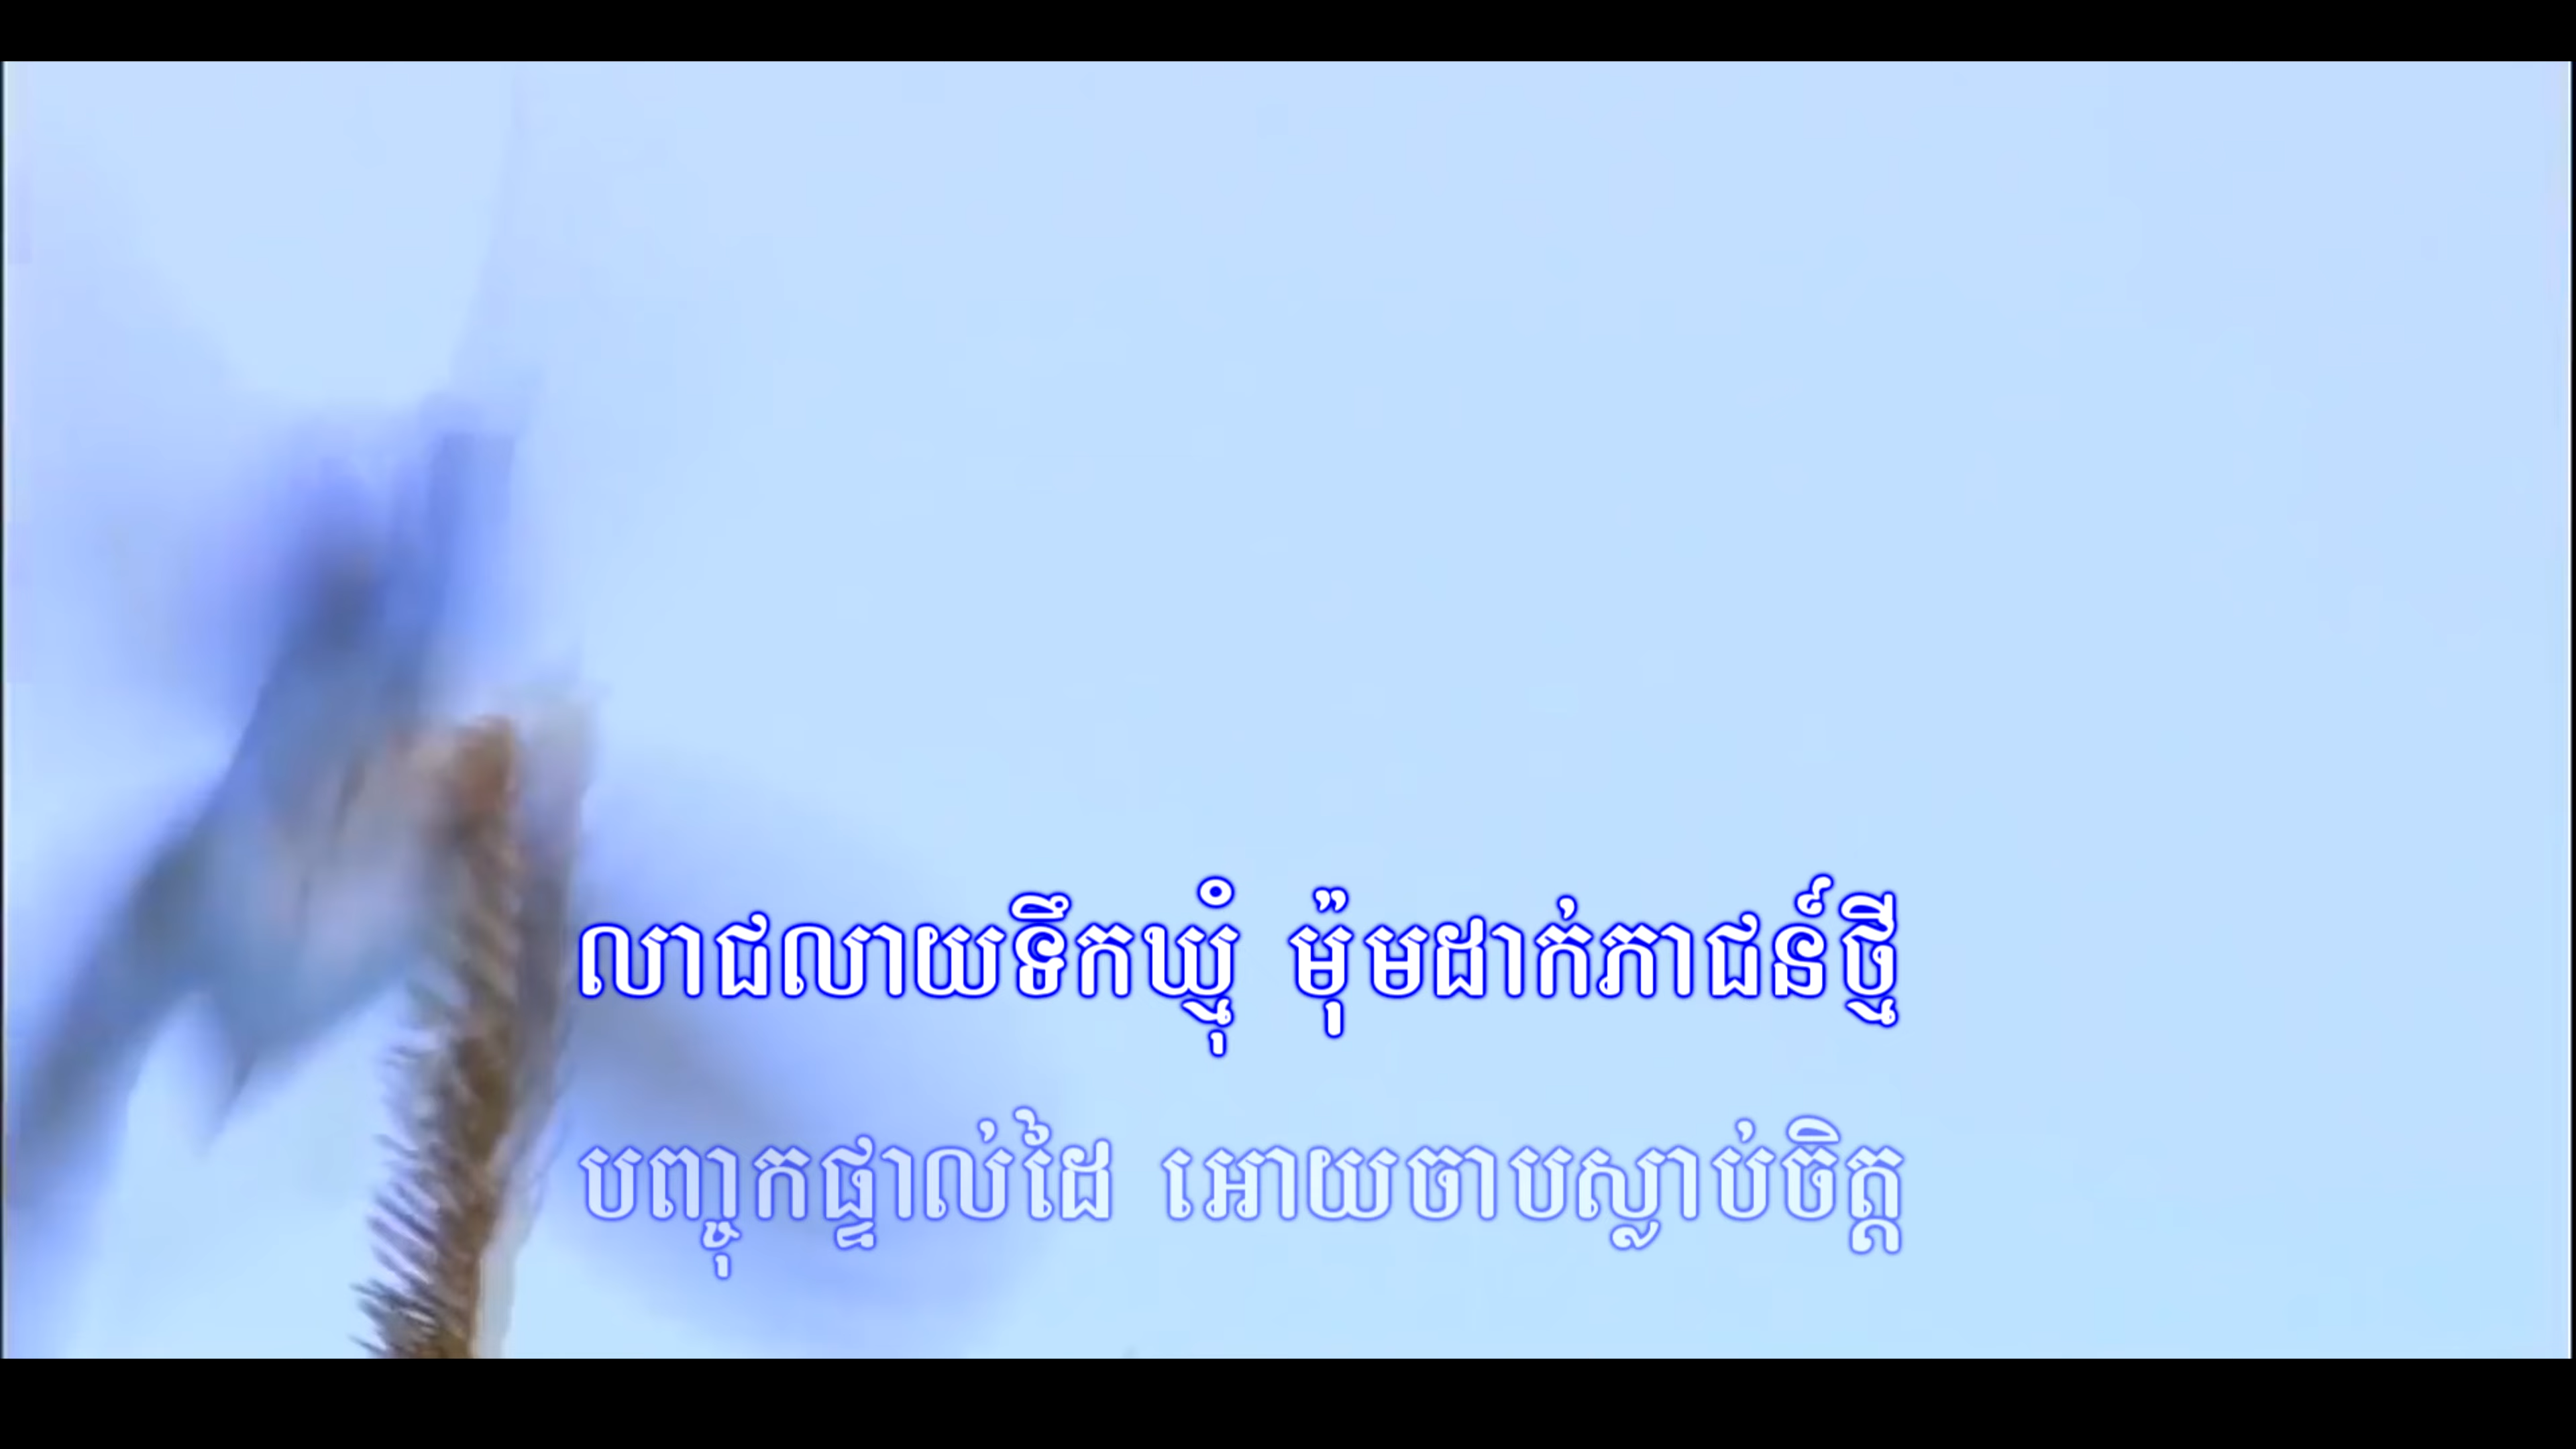 លាជលាយទឹកឃ្មុំ ម៉ុមដាក់ភាជន៍ថ្មី
បញ្ចុកផ្ទាល់ដៃ អោយចាបស្លាប់ចិត្ត